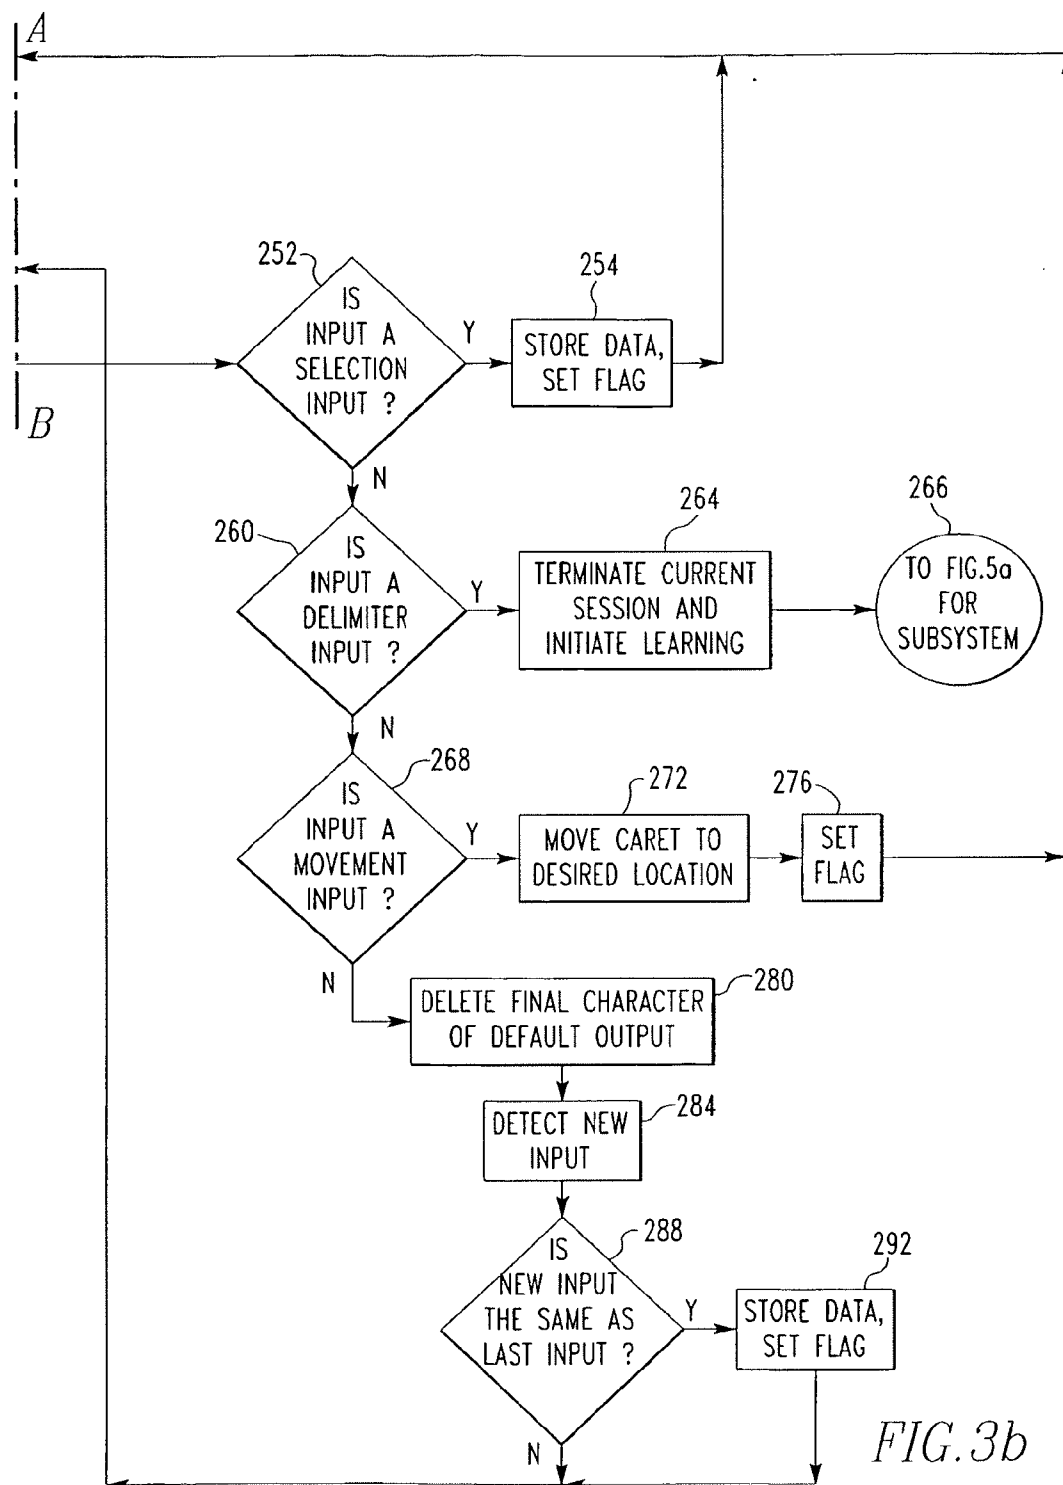 A
252
IS
INPUT A
SELECTION
INPUT ?
Y
254
STORE DATA,
SET FLAG
B
N
260
IS
INPUT A
DELIMITER
INPUT ?
Y
264
TERMINATE CURRENT
SESSION AND
INITIATE LEARNING
266
TO FIG.5a
FOR
SUBSYSTEM
N
268
IS
INPUT A
MOVEMENT
INPUT ?
Y
272
MOVE CARET TO
DESIRED LOCATION
276
SET
FLAG
N
280
DELETE FINAL CHARACTER
OF DEFAULT OUTPUT
284
DETECT NEW
INPUT
288
IS
NEW INPUT
THE SAME AS
LAST INPUT ?
Y
292
STORE DATA,
SET FLAG
N
FIG.3b